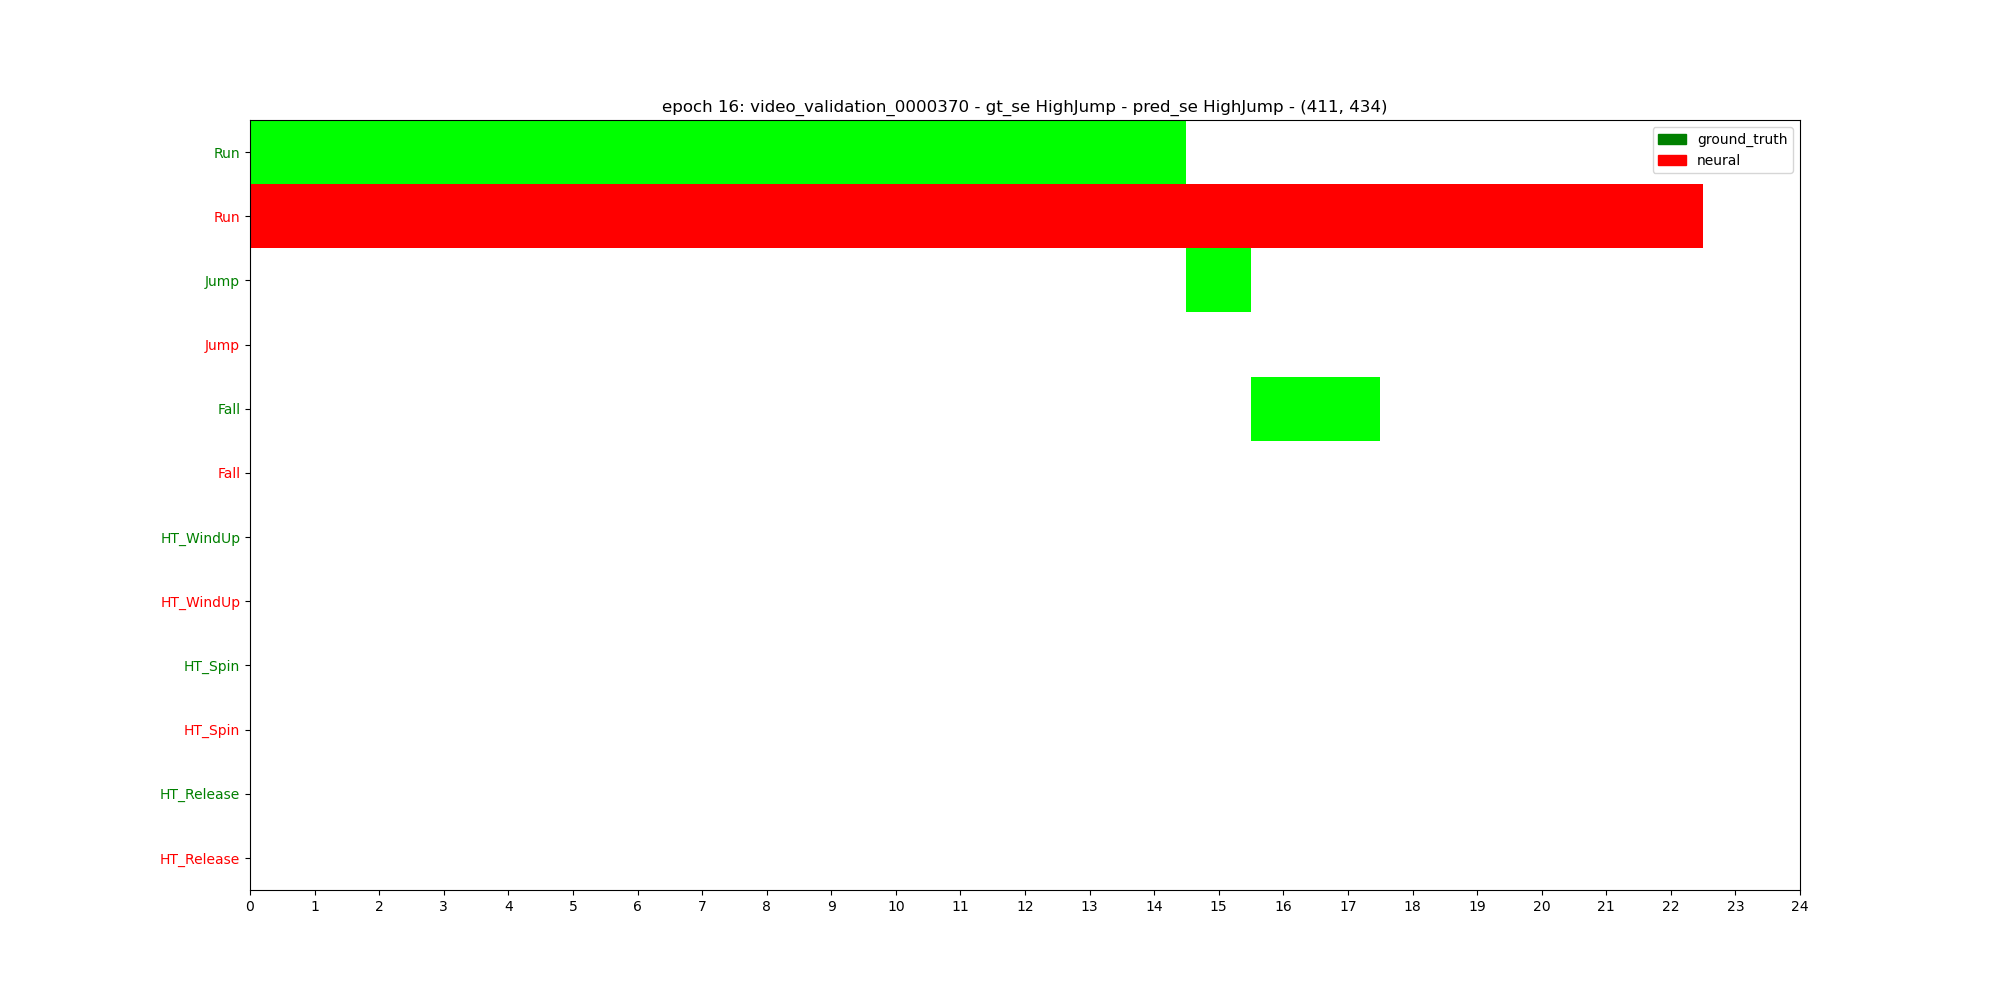 epoch 16: video_validation_0000370 - gt_se HighJump - pred_se HighJump - (411, 434)
ground_truth
neural
Run
Run
Jump
Jump
Fall
Fall
HT_WindUp
HT_WindUp
HT_Spin
HT_Spin
HT_Release
HT_Release
0 1 2 3 4 5 6 7 8 9 10 11 12 13 14 15 16 17 18 19 20 21 22 23 24